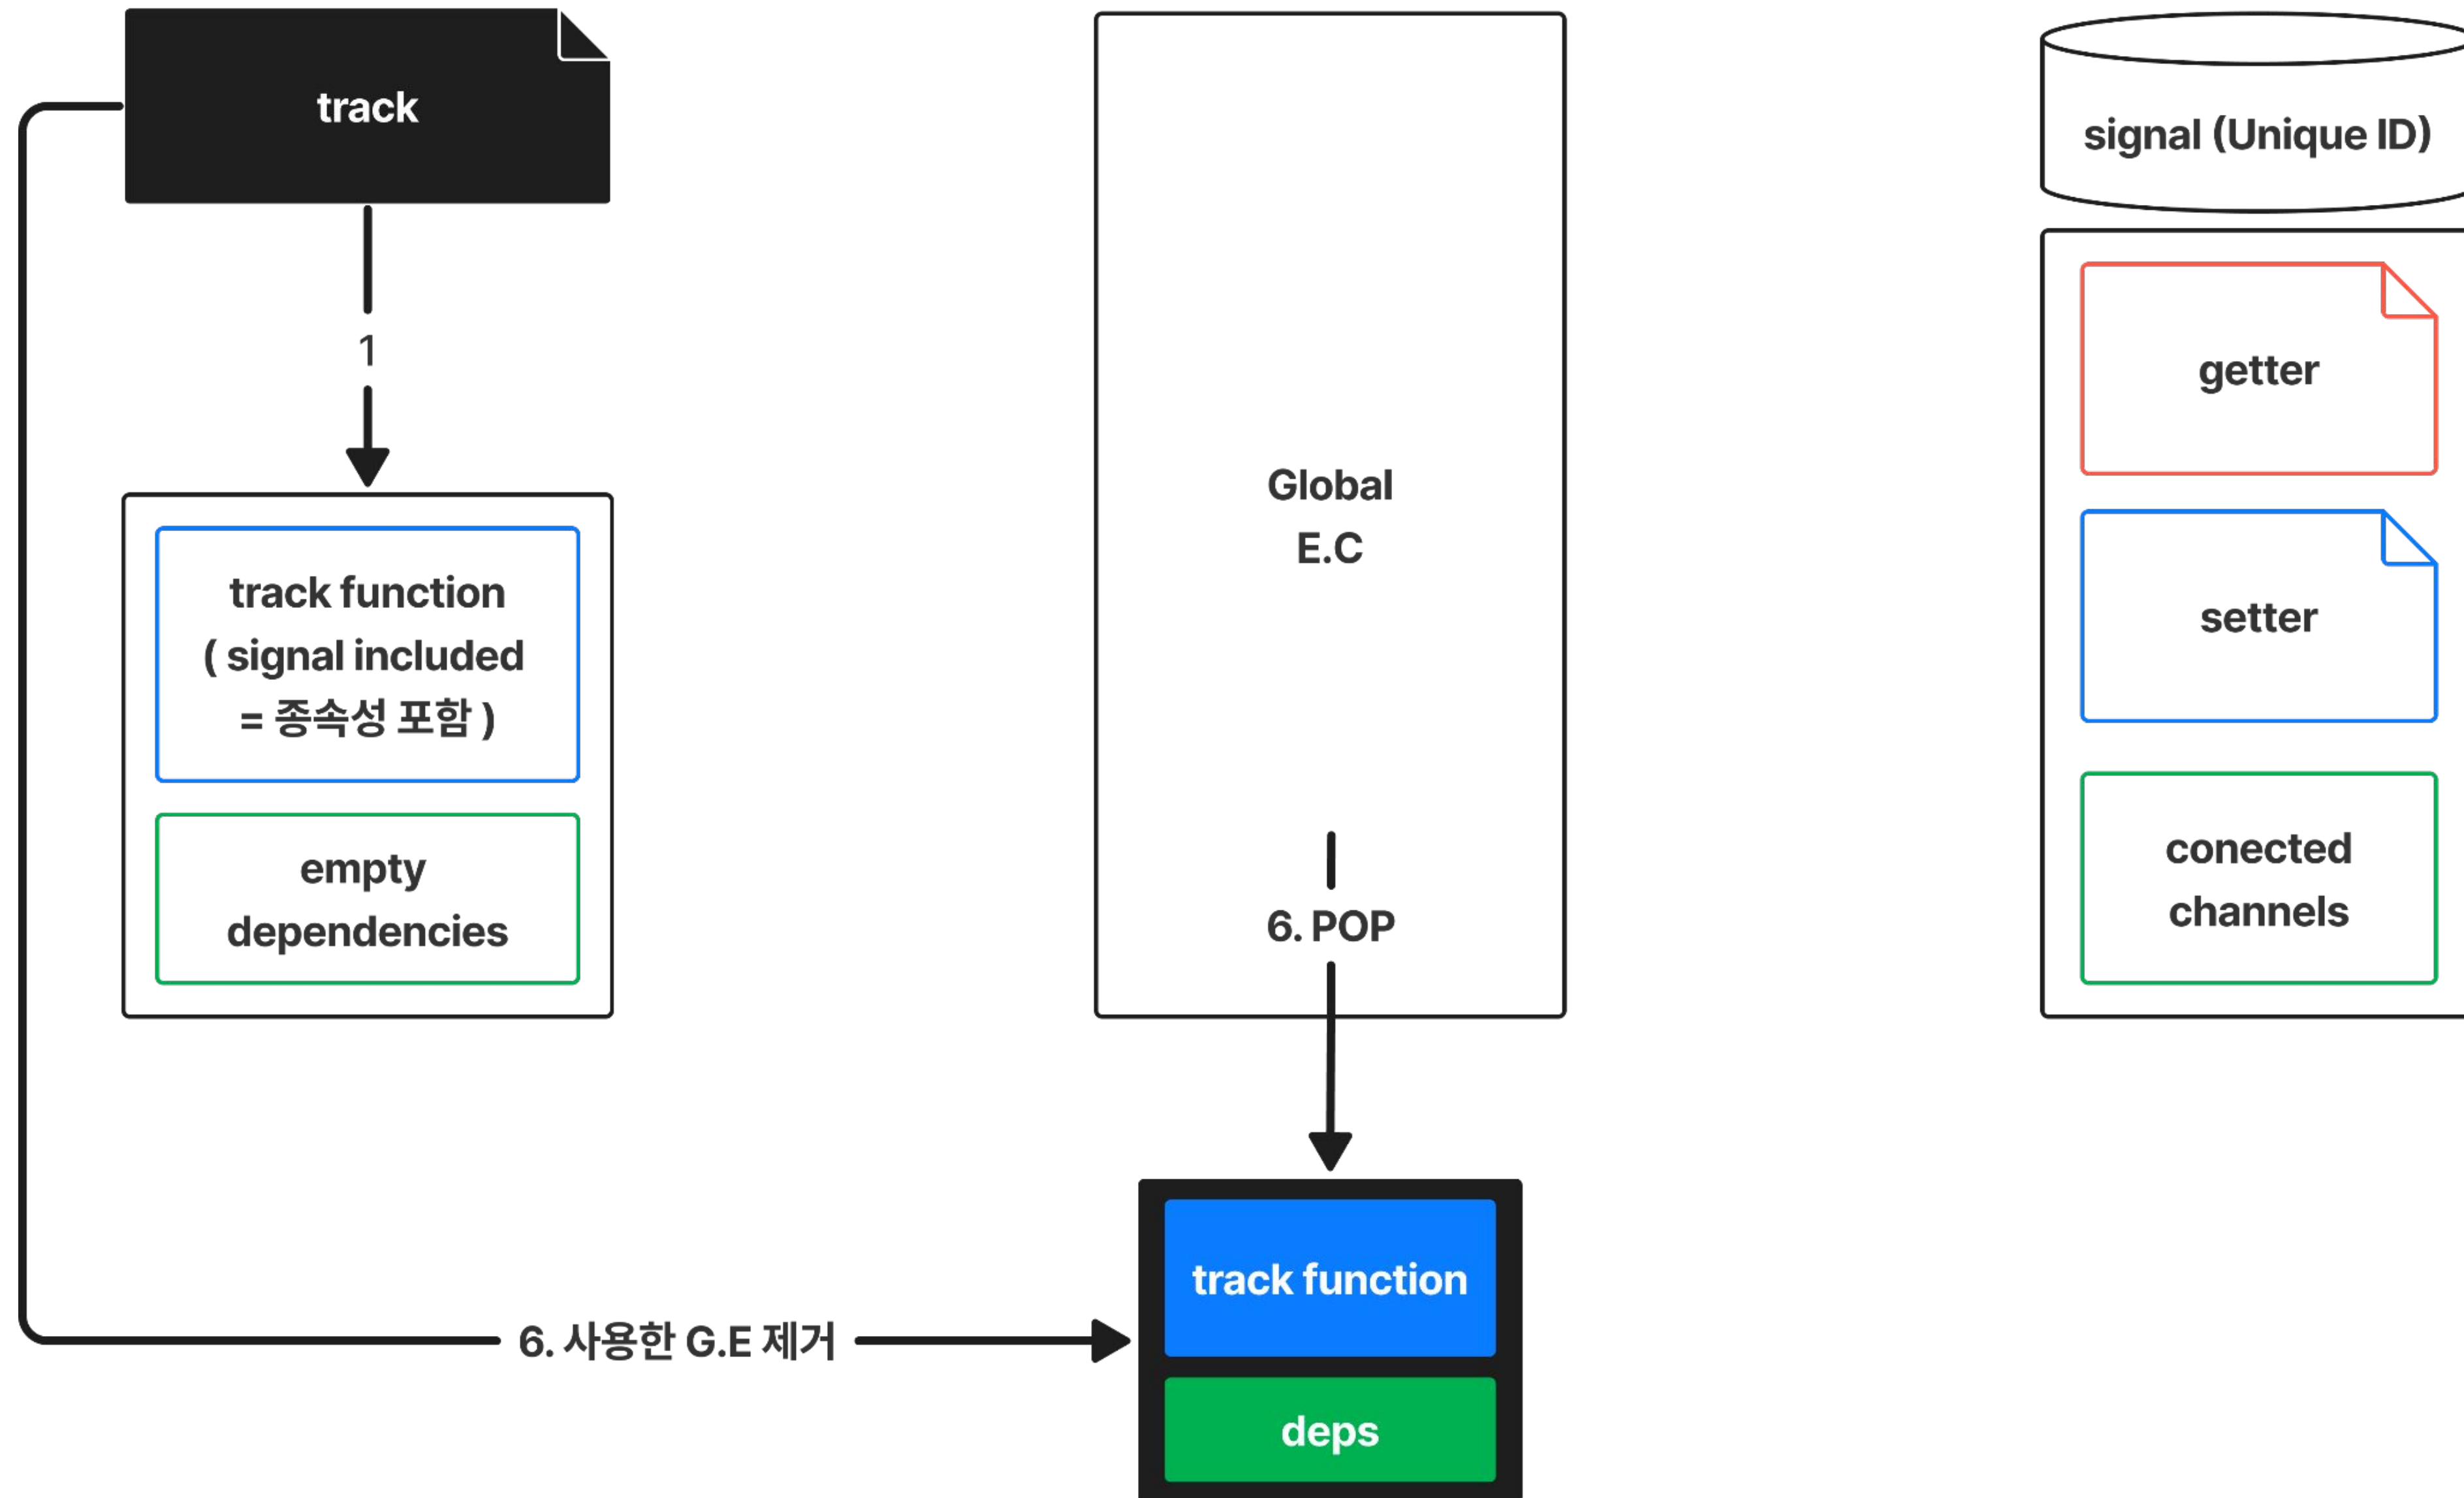 track
1
track function
( signal included
= 종속성 포함 )
empty
dependencies
Global
E.C
6. POP
6. 사용한 G.E 제거
track function
deps
signal (Unique ID)
getter
setter
conected
channels